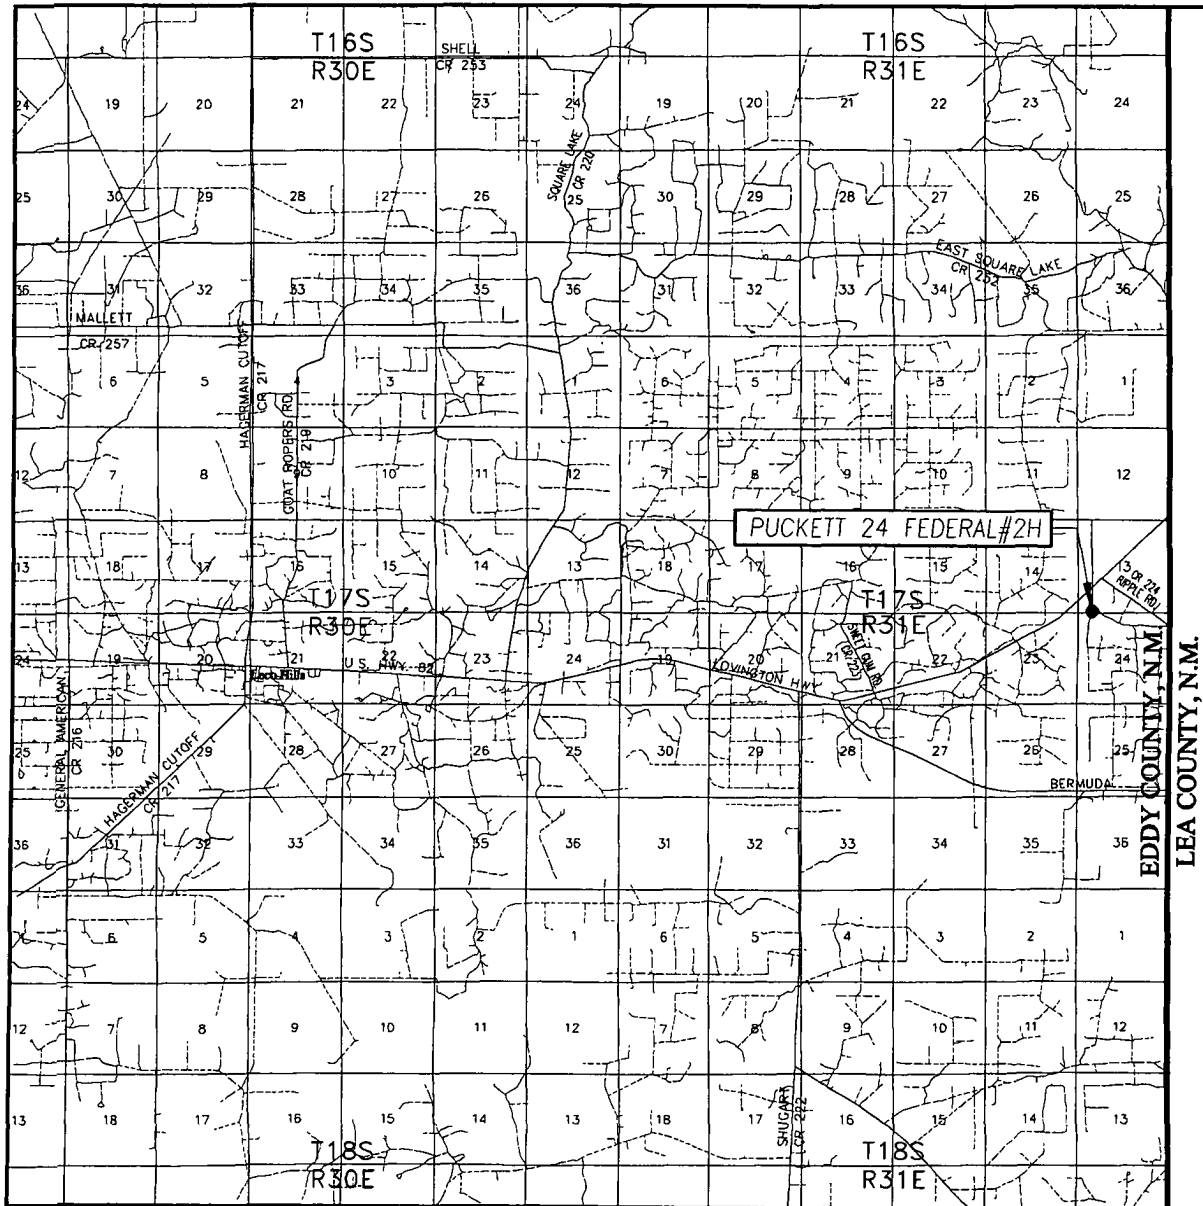 T16S
R30E
SHELL
CR 253
T16S
R31E
24 19 20 21 22 23 24 19 20 21 22 23 24
SQUARE LAKE
CR 220
25 30 29 28 27 26 25 30 29 28 27 26 25
EAST SQUARE LAKE
CR 252
36 31 32 33 34 35 36 31 32 33 34 35 36
MALLETT
CR 257
HAGERMAN CUTOFF
CR 217
6 5 4 3 2 1 6 5 4 3 2 1
GOAT ROPPERS RD
CR 219
12 7 8 9 10 11 12 7 8 9 10 11 12
PUCKETT 24 FEDERAL#2H
13 18 17 16 15 14 13 18 17 16 15 14 13
CR 224
RIPPLE RD.
T17S
R30E
T17S
R31E
24 19 20 21 22 23 24 19 20 21 22 23 24
U.S. HWY 82
Loco Hills
LOVINGTON HWY
SWEET GUM RD
CR 223
GENERAL AMERICAN
CR 216
25 30 29 28 27 26 25 30 29 28 27 26 25
HAGERMAN CUTOFF
CR 217
BERMUDA
36 31 32 33 34 35 36 31 32 33 34 35 36
EDDY COUNTY, N.M.
LEA COUNTY, N.M.
1 6 5 4 3 2 1 6 5 4 3 2 1
12 7 8 9 10 11 12 7 8 9 10 11 12
SHUGART
CR 222
13 18 17 16 15 14 13 18 17 16 15 14 13
T18S
R30E
T18S
R31E